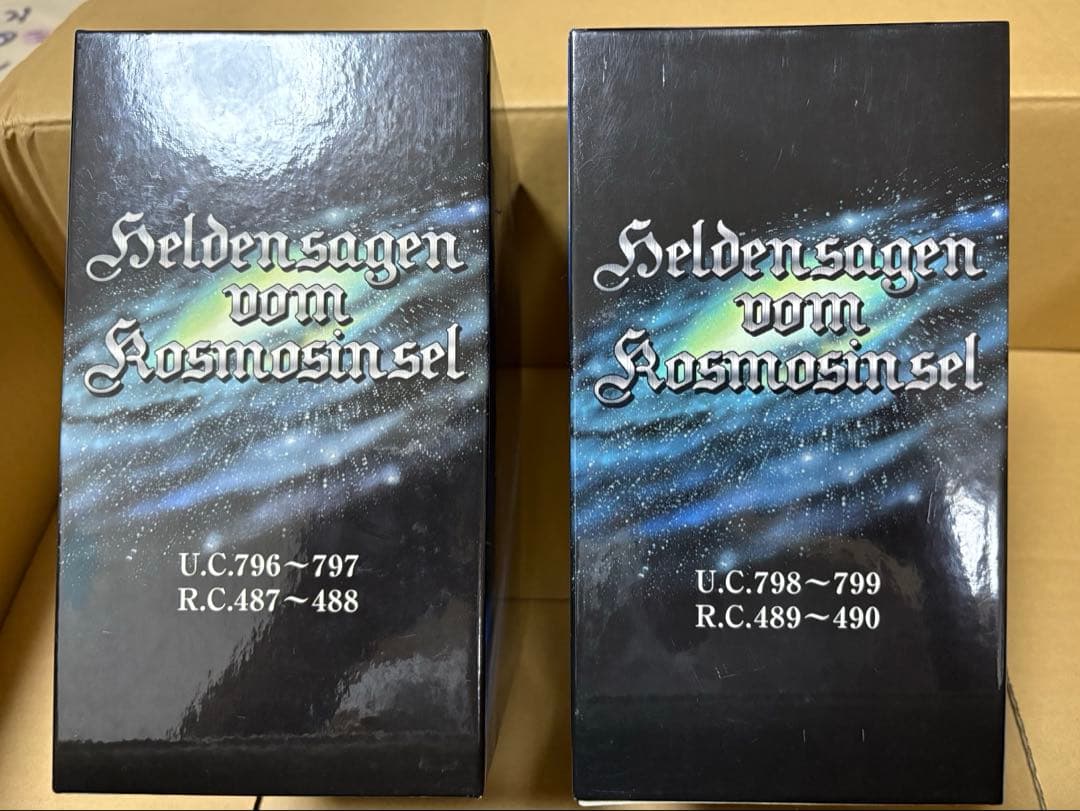 Heldensagen
vom
Kosmosinsel
U.C.796～797
R.C.487～488
Heldensagen
vom
Kosmosinsel
U.C.798～799
R.C.489～490